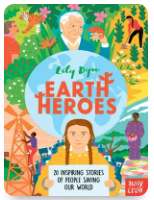 Lily Dyu
EARTH
HEROES
20 INSPIRING STORIES
OF PEOPLE SAVING
OUR WORLD
nosy
crow